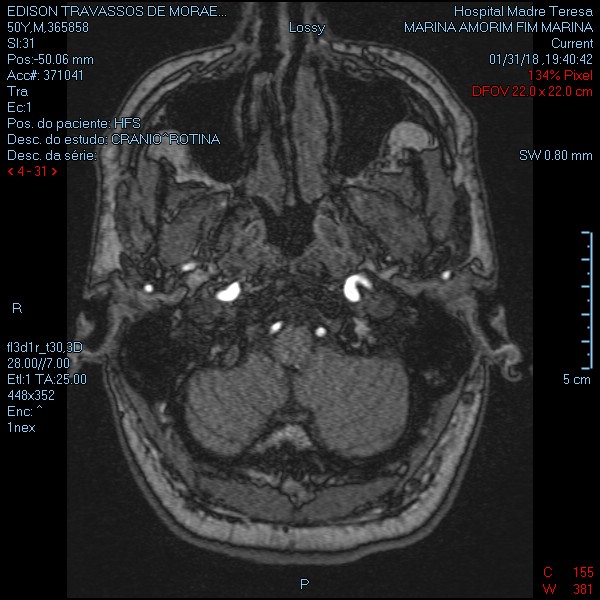 EDISON TRAVASSOS DE MORAE...
50Y,M,365858
Sl:31
Pos:-50.06 mm
Acc#: 371041
Tra
Ec:1
Pos. do paciente: HFS
Desc. do estudo: CRANIO^ROTINA
Desc. da série:
< 4 - 31 >
Lossy
Hospital Madre Teresa
MARINA AMORIM FIM MARINA
Current
01/31/18 ,19:40:42
134% Pixel
DFOV 22.0 x 22.0 cm
SW 0.80 mm
R
fl3d1r_t30,3D
28.00//7.00
Etl:1 TA:25:00
448x352
Enc: ^
1nex
5 cm
P
C 155
W 381